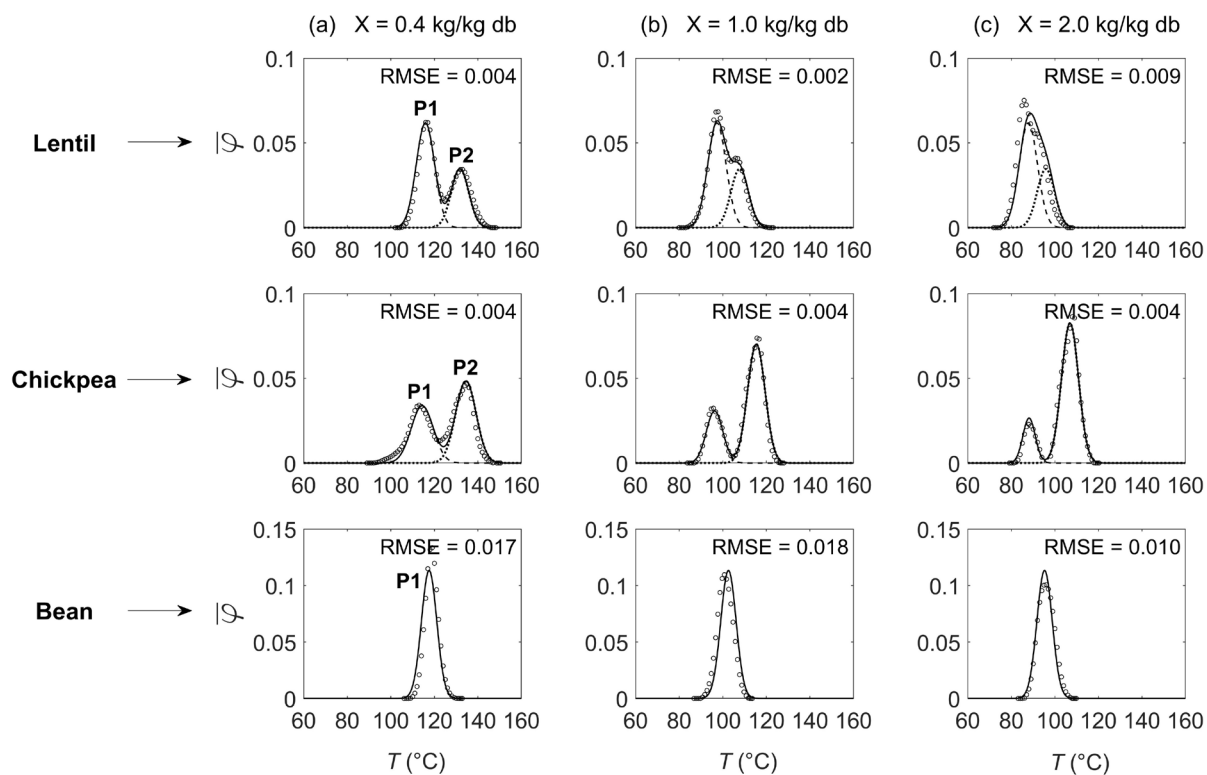 (a) X = 0.4 kg/kg db
(b) X = 1.0 kg/kg db
(c) X = 2.0 kg/kg db
Lentil
φ
0.1
0.05
0
RMSE = 0.004
P1
P2
60 80 100 120 140 160
0.1
0.05
0
RMSE = 0.002
60 80 100 120 140 160
0.1
0.05
0
RMSE = 0.009
60 80 100 120 140 160
Chickpea
φ
0.1
0.05
0
RMSE = 0.004
P1
P2
60 80 100 120 140 160
0.1
0.05
0
RMSE = 0.004
60 80 100 120 140 160
0.1
0.05
0
RMSE = 0.004
60 80 100 120 140 160
Bean
φ
0.15
0.1
0.05
0
RMSE = 0.017
P1
60 80 100 120 140 160
T (°C)
0.15
0.1
0.05
0
RMSE = 0.018
60 80 100 120 140 160
T (°C)
0.15
0.1
0.05
0
RMSE = 0.010
60 80 100 120 140 160
T (°C)